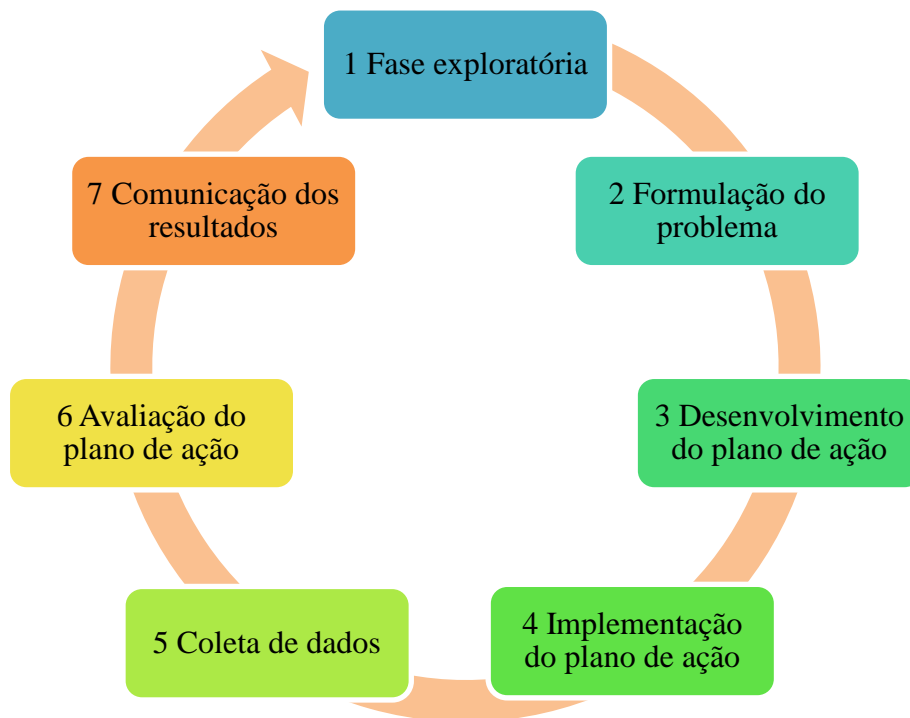 1 Fase exploratória
2 Formulação do
problema
3 Desenvolvimento
do plano de ação
4 Implementação
do plano de ação
5 Coleta de dados
6 Avaliação do
plano de ação
7 Comunicação dos
resultados